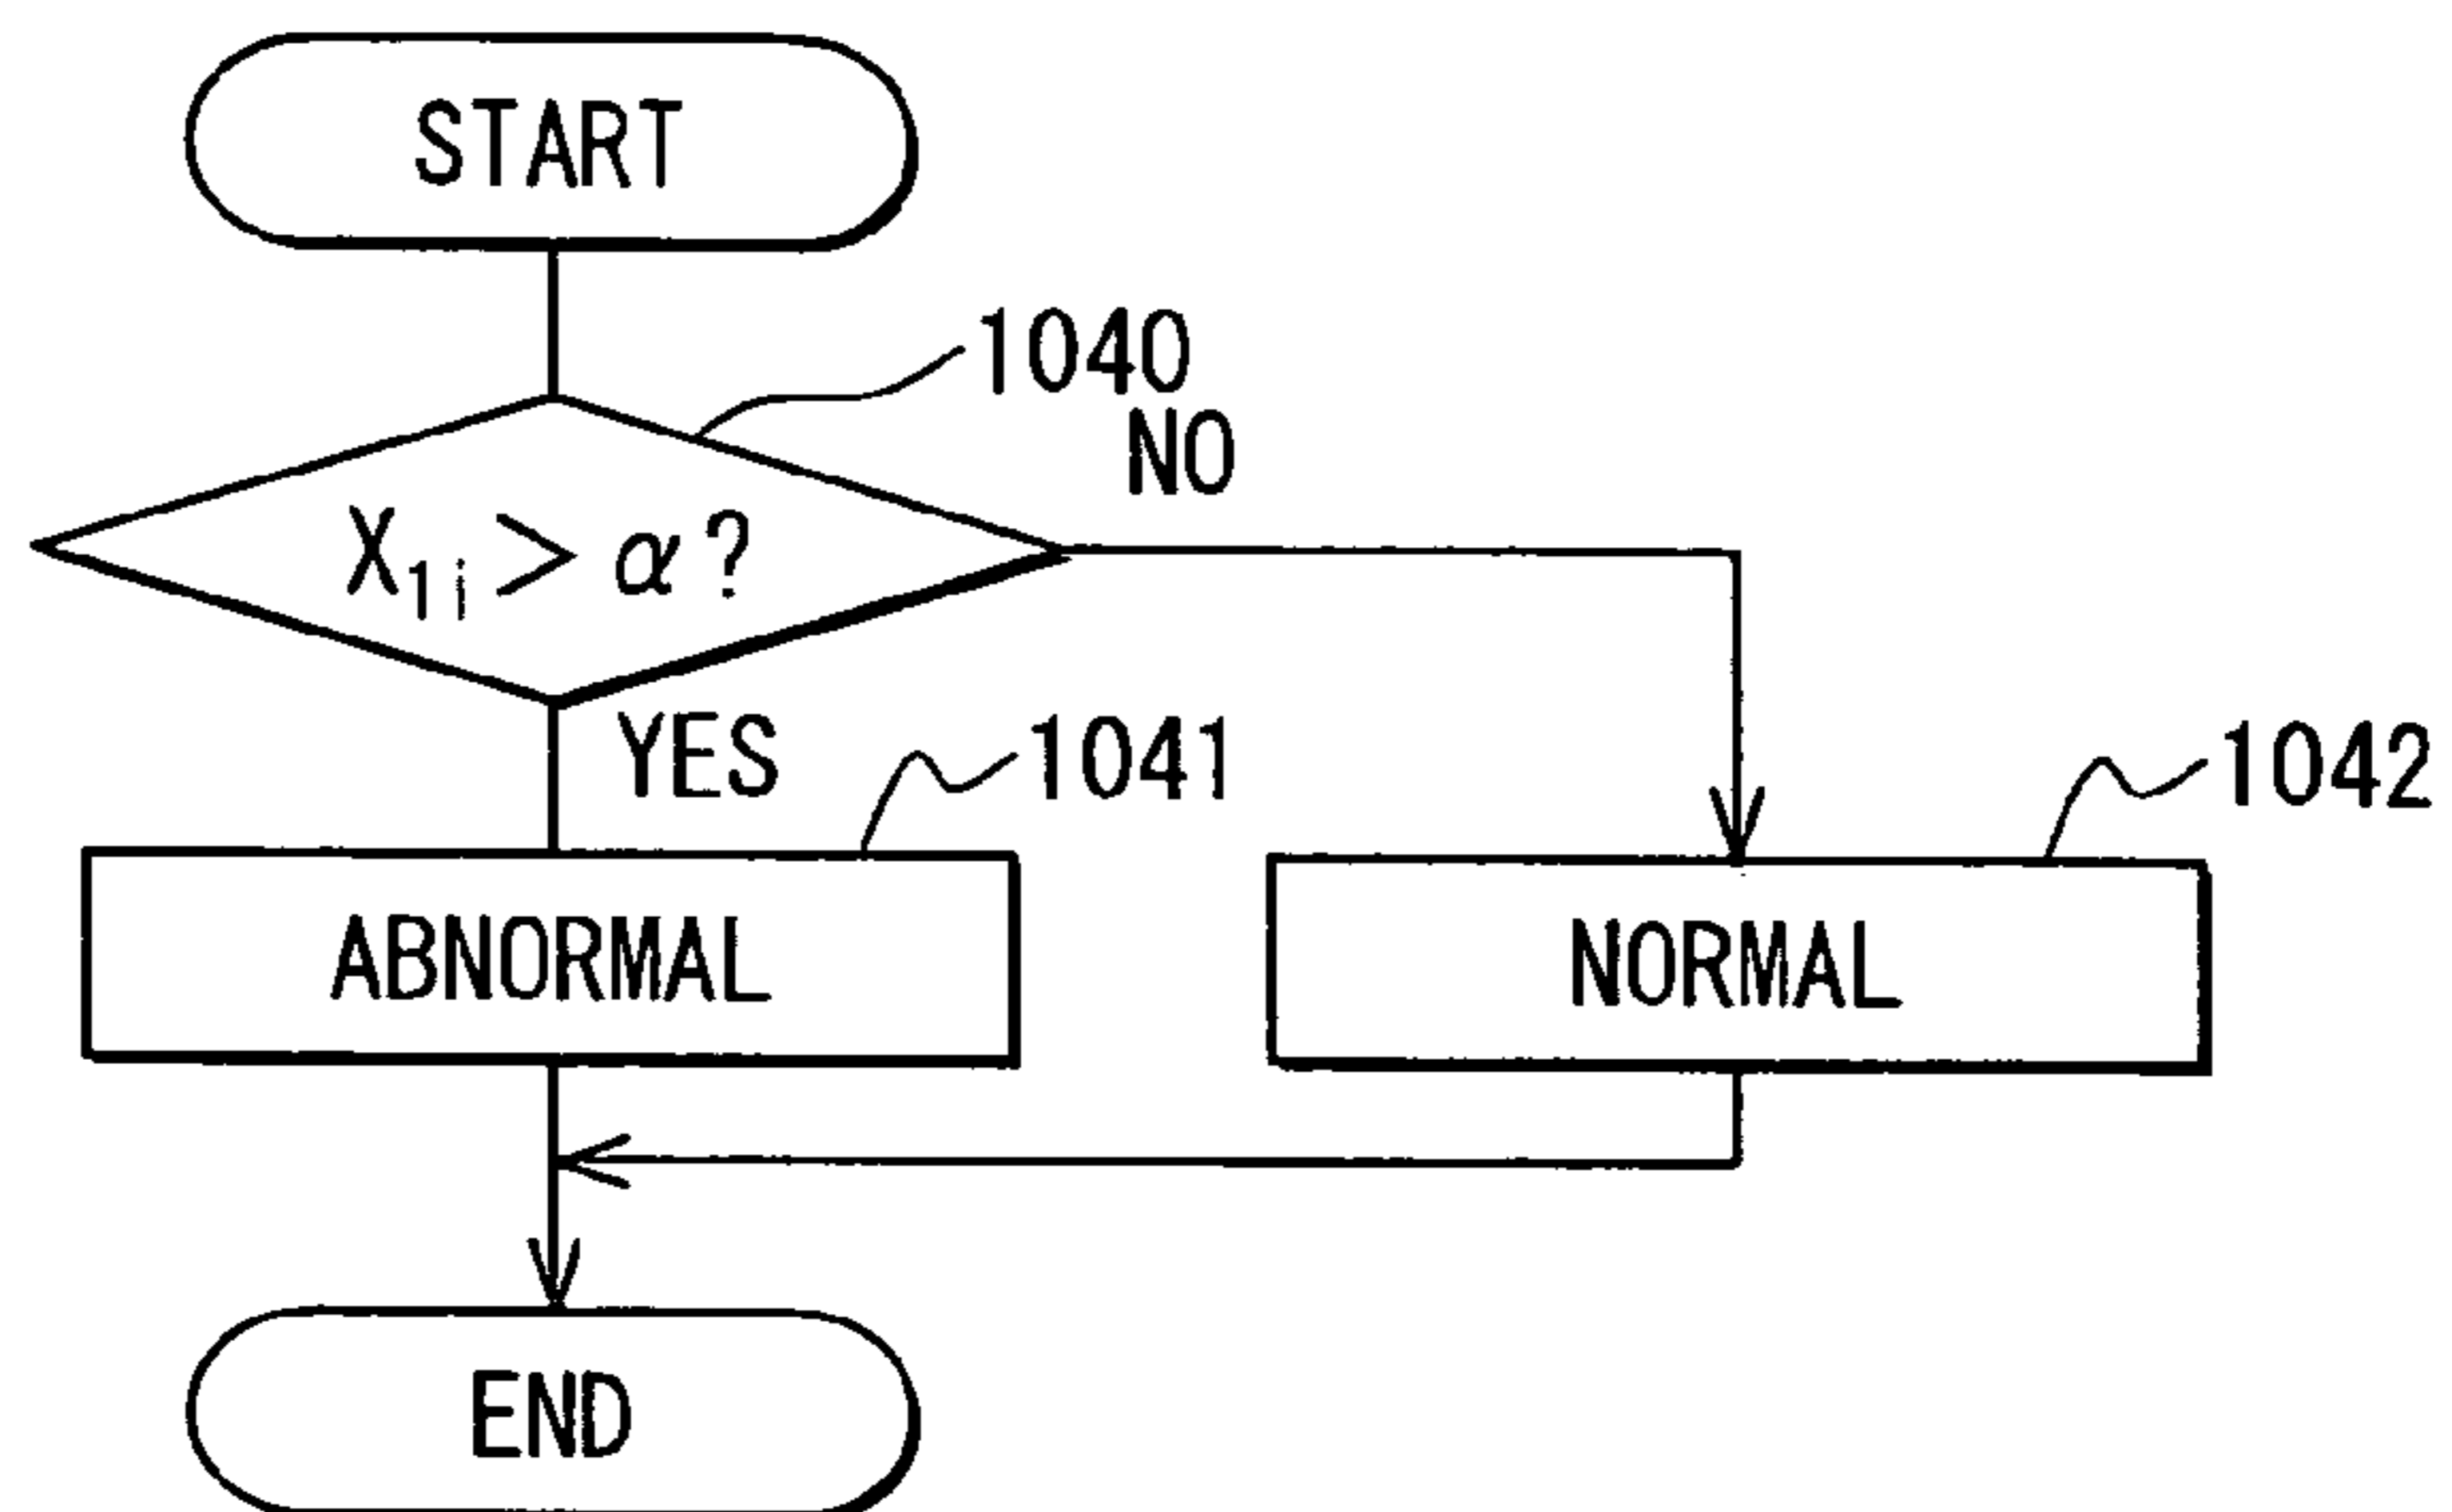 START
1040
NO
X₁ᵢ > α?
YES
1041
1042
ABNORMAL
NORMAL
END